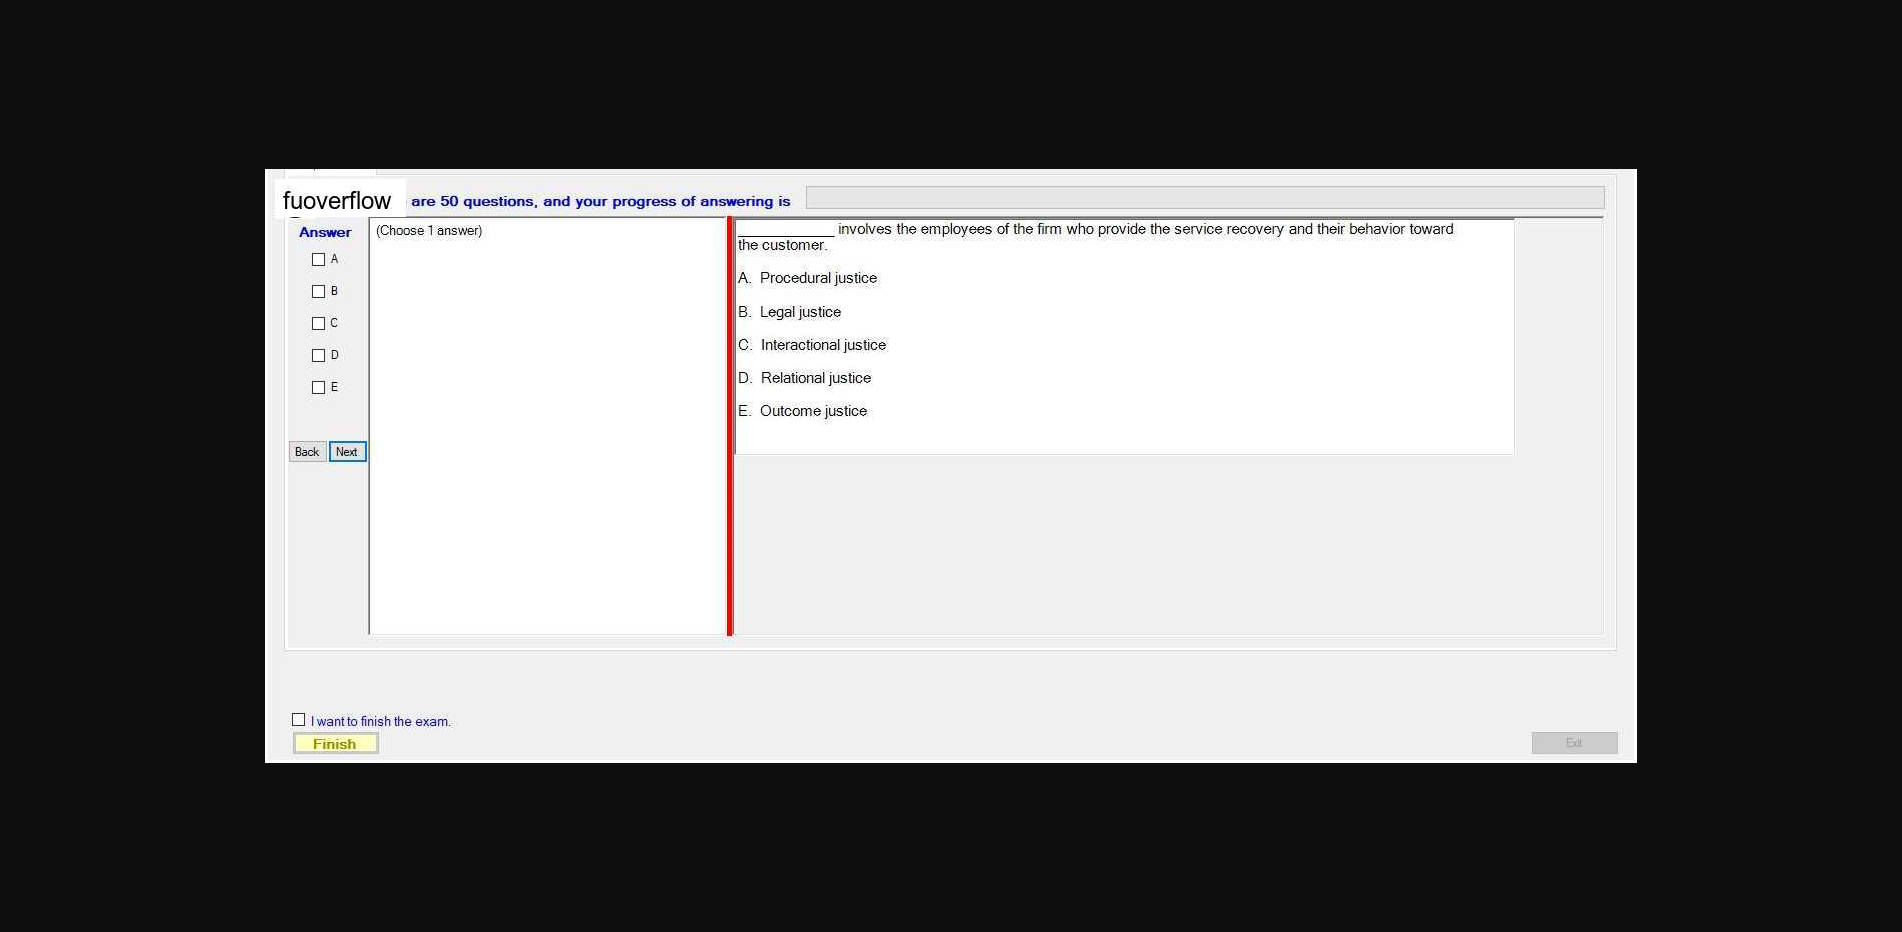 fuoverflow are 50 questions, and your progress of answering is
Answer
(Choose 1 answer)
A
B
C
D
E
Back Next
____________ involves the employees of the firm who provide the service recovery and their behavior toward
the customer.
A. Procedural justice
B. Legal justice
C. Interactional justice
D. Relational justice
E. Outcome justice
I want to finish the exam.
Finish
Exit